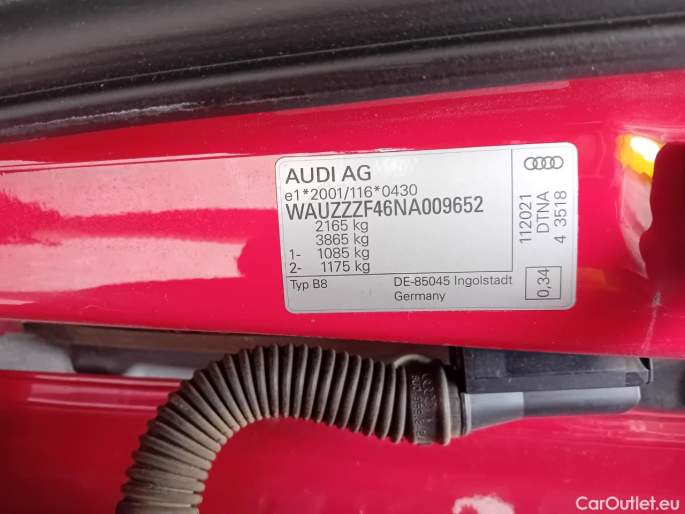 AUDI AG
e1*2001/116*0430
WAUZZZF46NA009652
2165 kg
3865 kg
1- 1085 kg
2- 1175 kg
Typ B8
DE-85045 Ingolstadt
Germany
112021
DTNA
4 3518
0,34
CarOutlet.eu